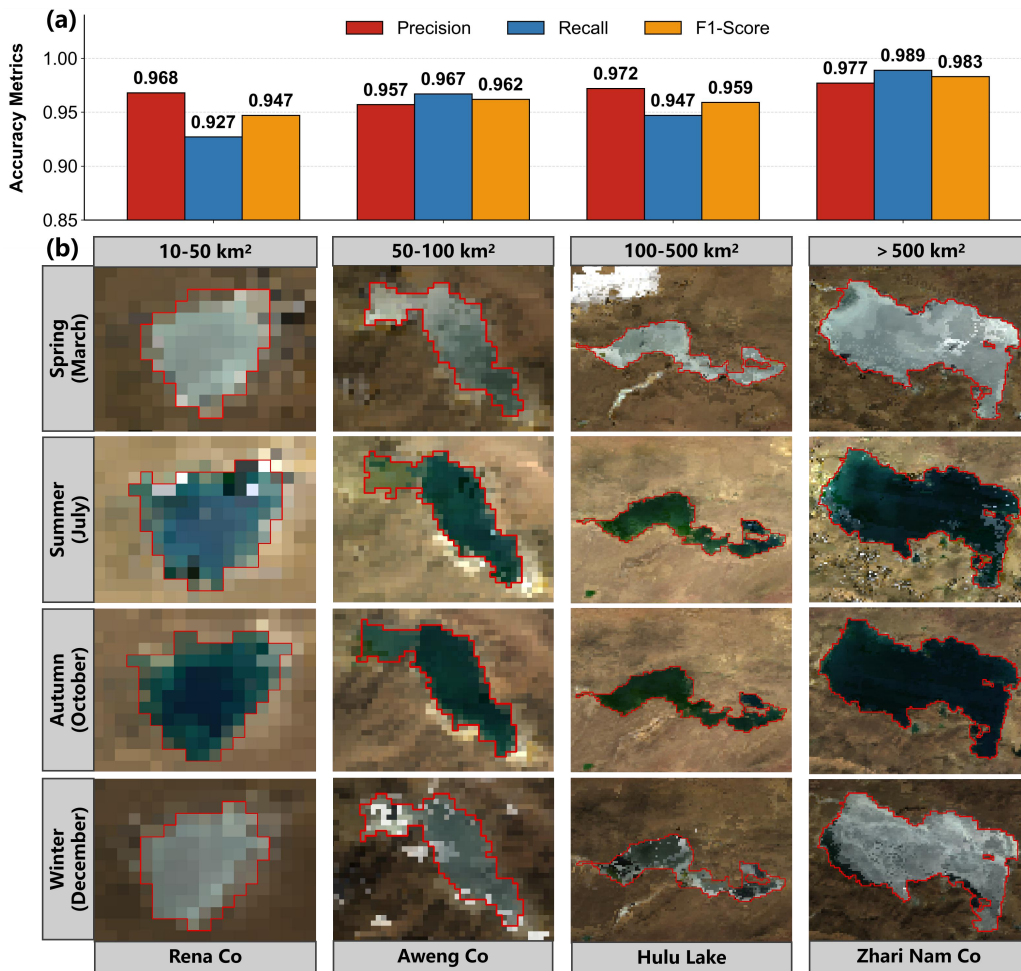 (a)
Precision Recall F1-Score
Accuracy Metrics
1.00
0.95
0.90
0.85
0.968 0.927 0.947
0.957 0.967 0.962
0.972 0.947 0.959
0.977 0.989 0.983
(b)
10-50 km² 50-100 km² 100-500 km² > 500 km²
Spring
(March)
Summer
(July)
Autumn
(October)
Winter
(December)
Rena Co Aweng Co Hulu Lake Zhari Nam Co